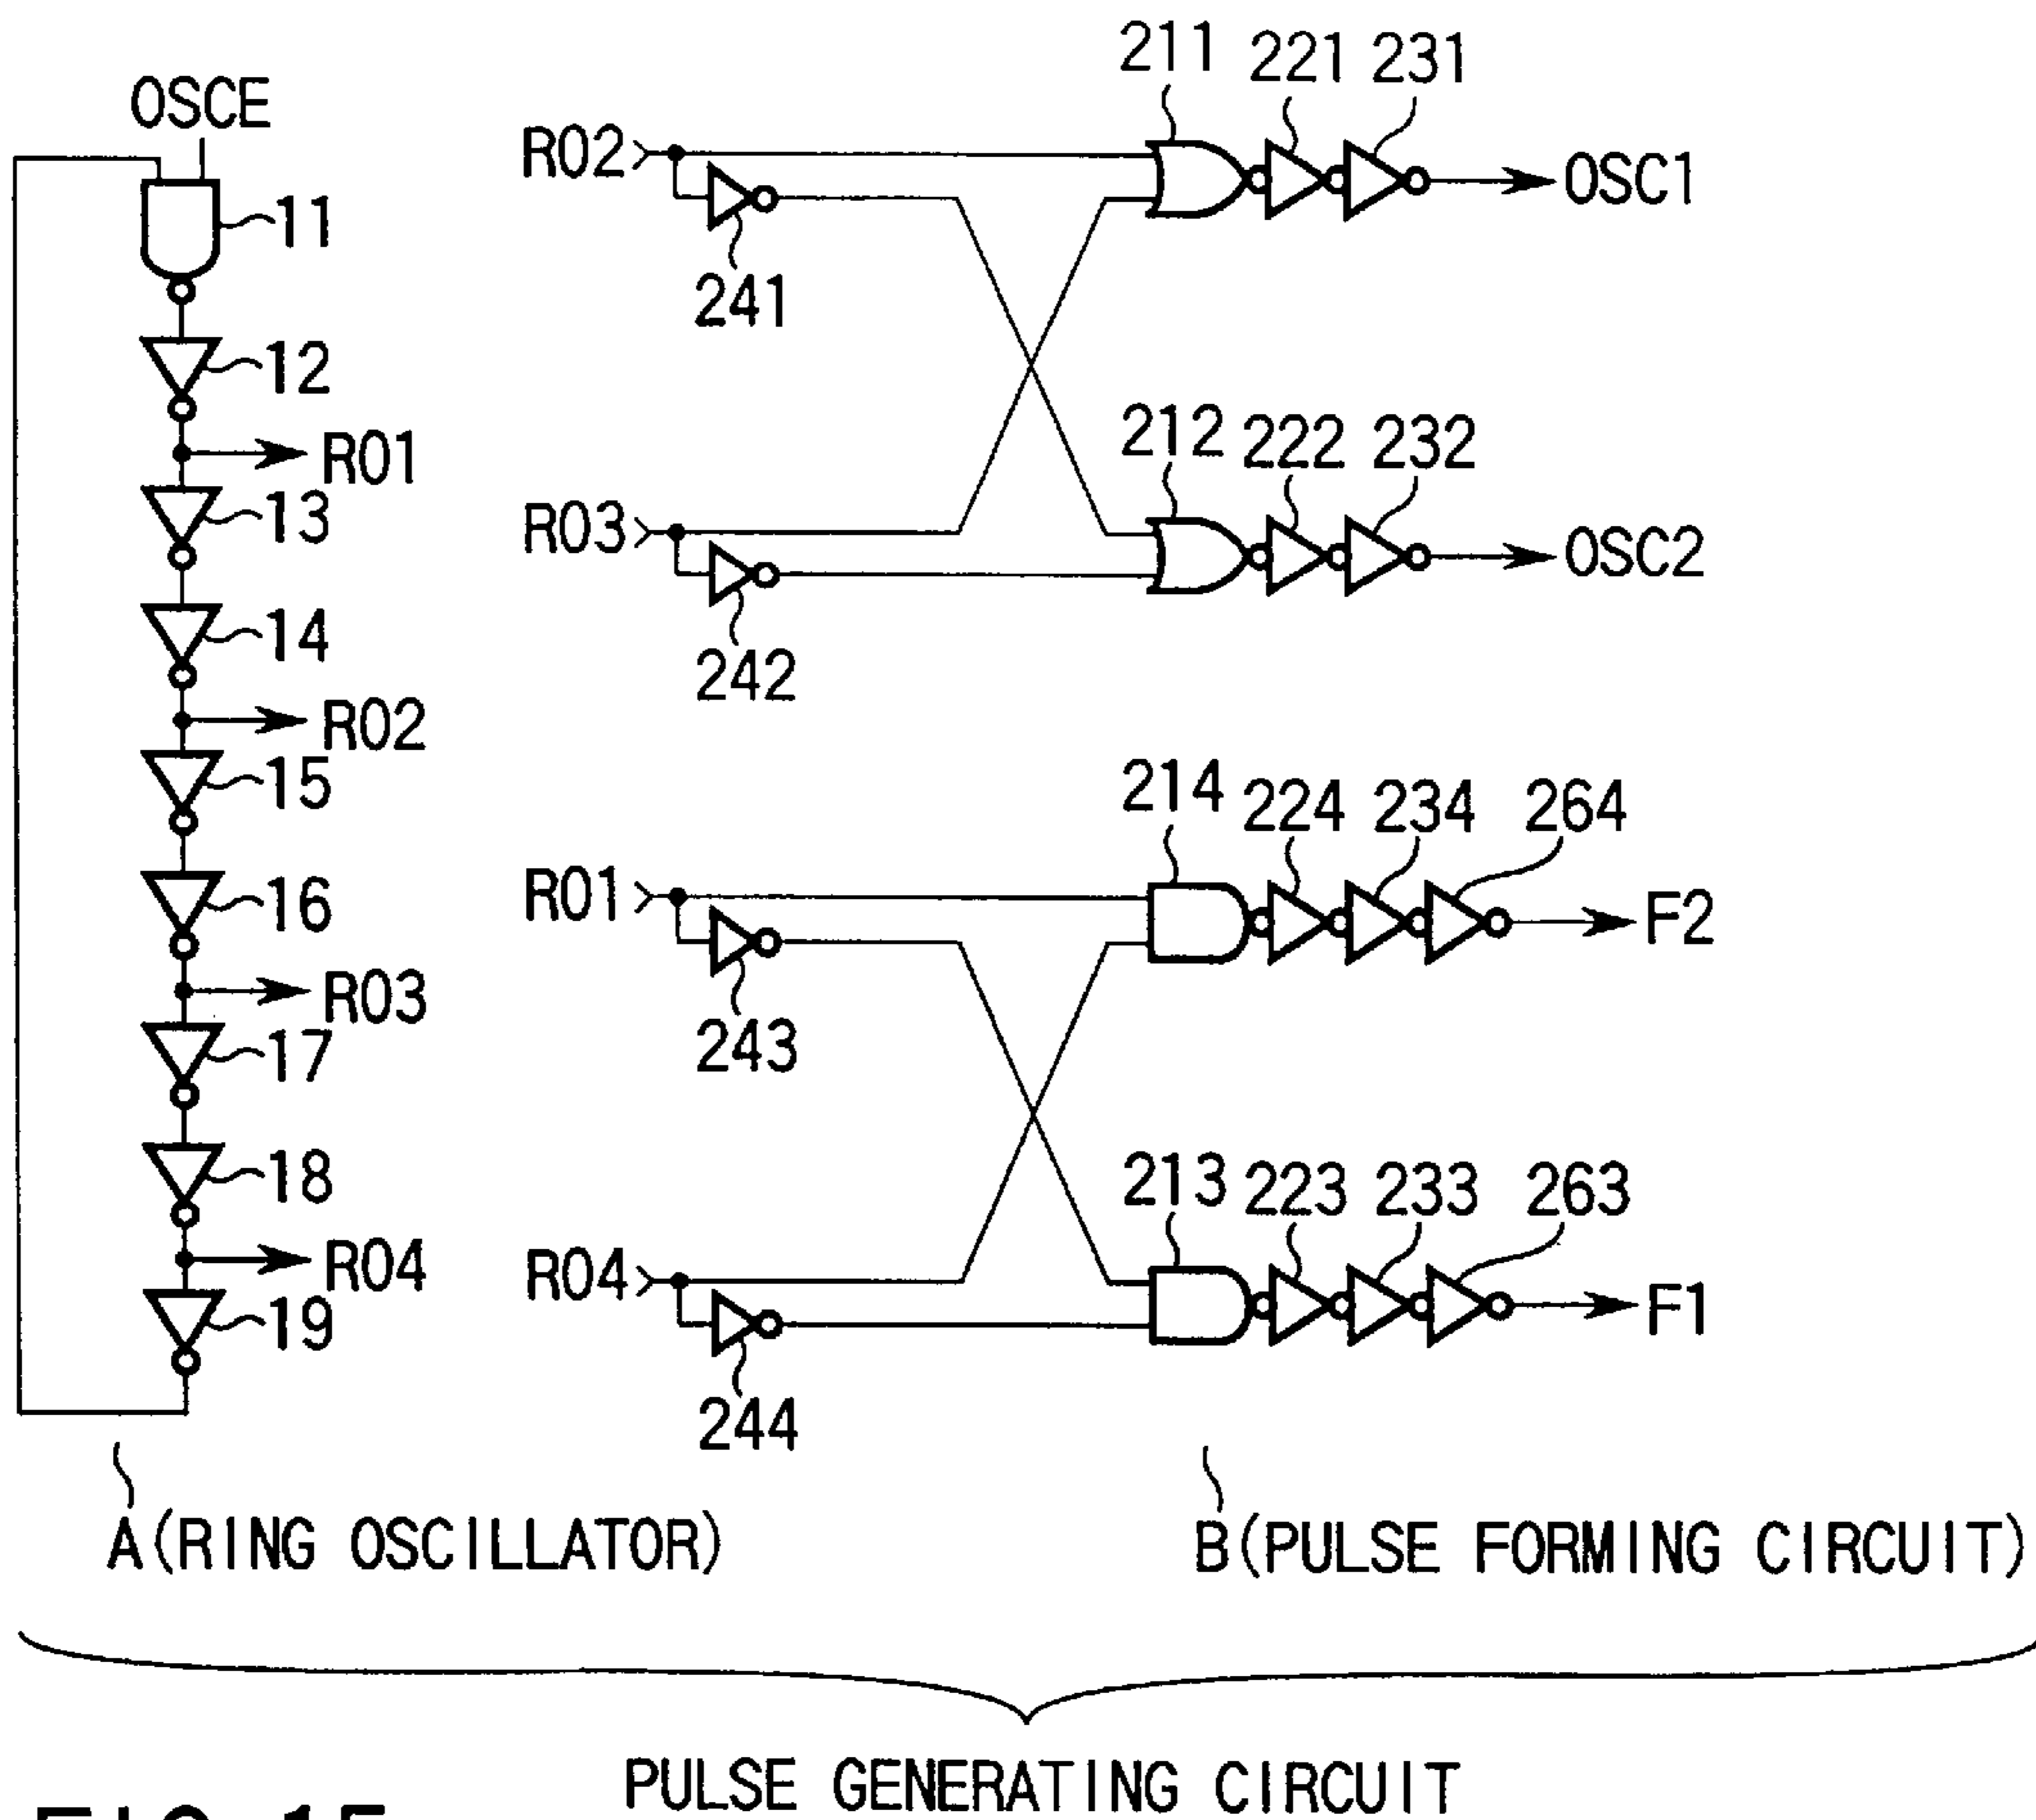 OSCE
11
12
R01
13
14
R02
15
16
R03
17
18
R04
19
A(RING OSCILLATOR)
R02
241
211
221
231
OSC1
R03
242
212
222
232
OSC2
R01
243
214
224
234
264
F2
R04
244
213
223
233
263
F1
B(PULSE FORMING CIRCUIT)
PULSE GENERATING CIRCUIT